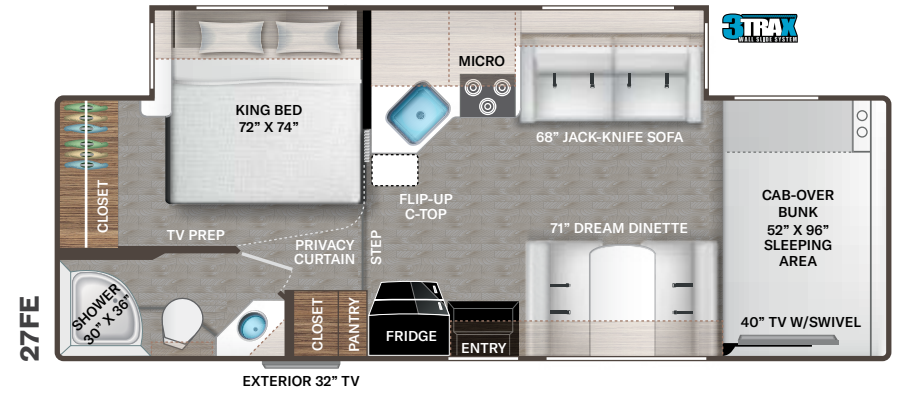 3TRAX
WALL SLIDE SYSTEM
MICRO
KING BED
72" X 74"
68" JACK-KNIFE SOFA
CLOSET
FLIP-UP
C-TOP
CAB-OVER
BUNK
52" X 96"
SLEEPING
AREA
TV PREP
PRIVACY
CURTAIN
STEP
71" DREAM DINETTE
SHOWER
30" X 36"
CLOSET
PANTRY
FRIDGE
ENTRY
40" TV W/SWIVEL
27FE
EXTERIOR 32" TV